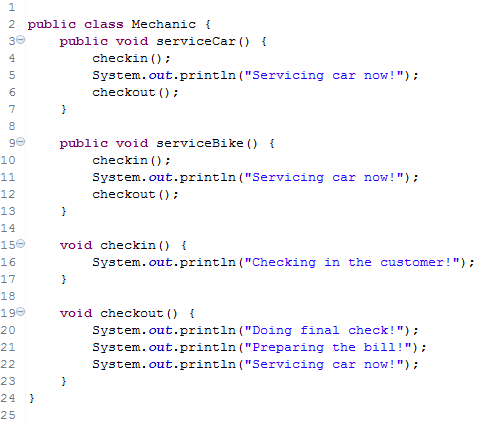 1
2 public class Mechanic {
3 public void serviceCar() {
4 checkin();
5 System.out.println("Servicing car now!");
6 checkout();
7 }
8
9 public void serviceBike() {
10 checkin();
11 System.out.println("Servicing car now!");
12 checkout();
13 }
14
15 void checkin() {
16 System.out.println("Checking in the customer!");
17 }
18
19 void checkout() {
20 System.out.println("Doing final check!");
21 System.out.println("Preparing the bill!");
22 System.out.println("Servicing car now!");
23 }
24 }
25